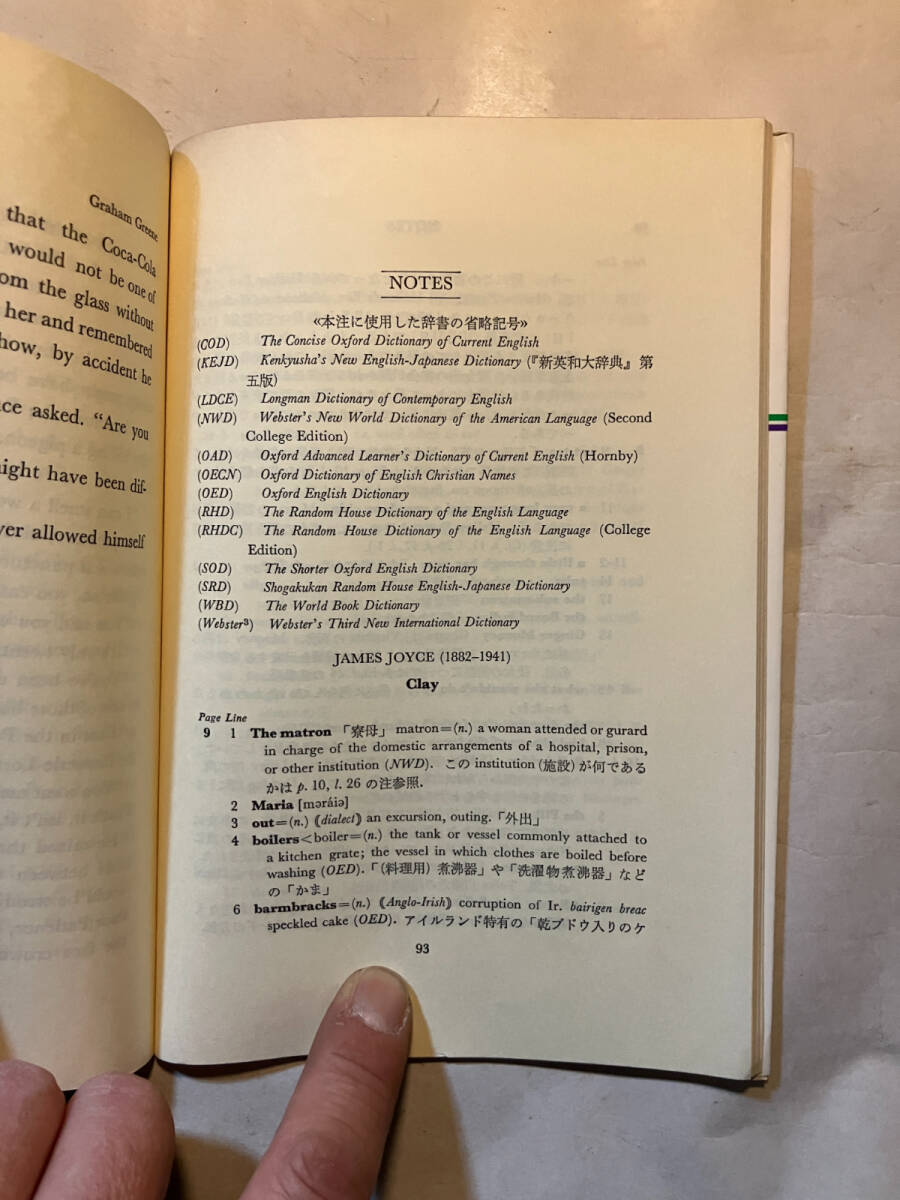 Graham Greene
that the Coca-Cola
would not be one of
om the glass without
her and remembered
how, by accident he
ce asked. “Are you
ight have been dif-
ver allowed himself
NOTES
≪本注に使用した辞書の省略記号≫
(COD) The Concise Oxford Dictionary of Current English
(KEJD) Kenkyusha's New English-Japanese Dictionary (『新英和大辞典』第
五版)
(LDCE) Longman Dictionary of Contemporary English
(NWD) Webster's New World Dictionary of the American Language (Second
College Edition)
(OAD) Oxford Advanced Learner's Dictionary of Current English (Hornby)
(OECN) Oxford Dictionary of English Christian Names
(OED) Oxford English Dictionary
(RHD) The Random House Dictionary of the English Language
(RHDC) The Random House Dictionary of the English Language (College
Edition)
(SOD) The Shorter Oxford English Dictionary
(SRD) Shogakukan Random House English-Japanese Dictionary
(WBD) The World Book Dictionary
(Webster³) Webster's Third New International Dictionary
JAMES JOYCE (1882–1941)
Clay
Page Line
9 1 The matron 「寮母」 matron=(n.) a woman attended or gurard
in charge of the domestic arrangements of a hospital, prison,
or other institution (NWD). この institution (施設) が何である
かは p. 10, l. 26 の注参照.
2 Maria [məráiə]
3 out=(n.) ⟪dialect⟫ an excursion, outing. 「外出」
4 boilers<boiler=(n.) the tank or vessel commonly attached to
a kitchen grate; the vessel in which clothes are boiled before
washing (OED). 「(料理用) 煮沸器」や「洗濯物煮沸器」など
の「かま」
6 barmbracks=(n.) ⟪Anglo-Irish⟫ corruption of Ir. bairigen breac
speckled cake (OED). アイルランド特有の「乾ブドウ入りのケ
93